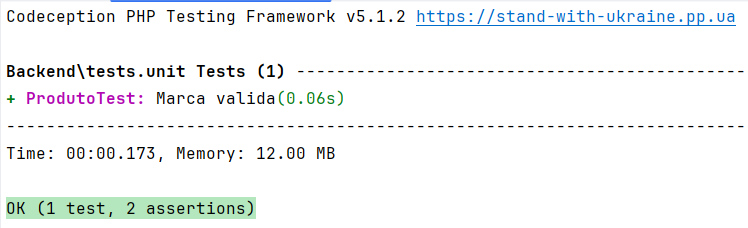 Codeception PHP Testing Framework v5.1.2 https://stand-with-ukraine.pp.ua
Backend\tests.unit Tests (1) ---------------------------------------------
+ ProdutoTest: Marca valida(0.06s)
--------------------------------------------------------------------------
Time: 00:00.173, Memory: 12.00 MB
OK (1 test, 2 assertions)